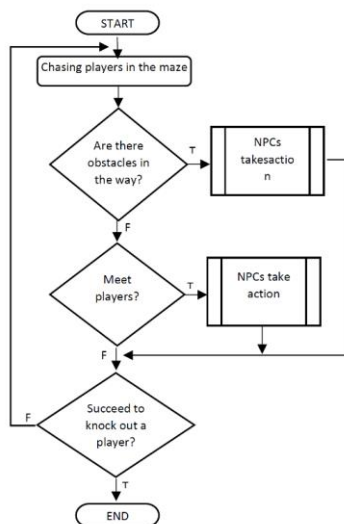 START
Chasing players in the maze
Are there
obstacles in
the way?
T
NPCs
takesactio
n
F
Meet
players?
T
NPCs take
action
F
Succeed to
knock out a
player?
F
T
END